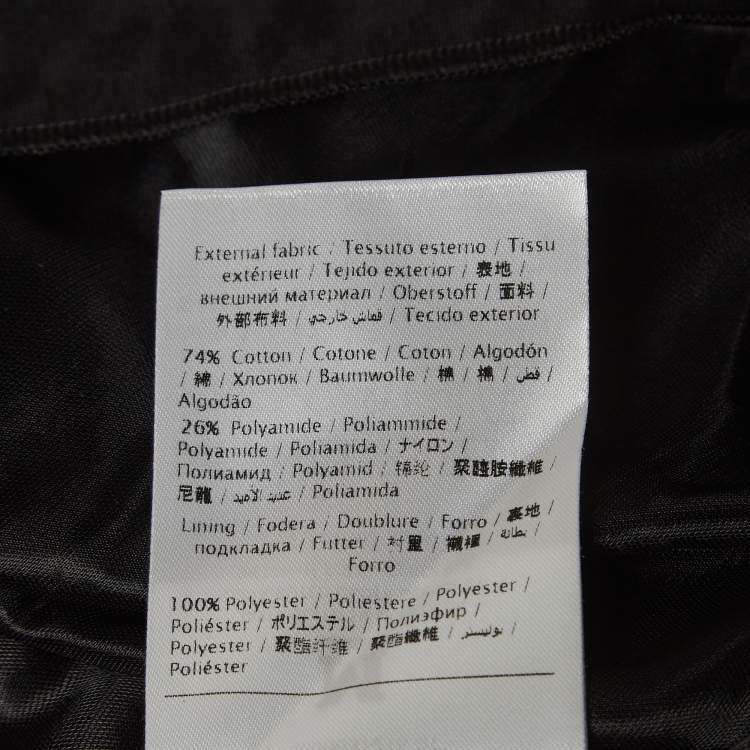 External fabric / Tessuto esterno / Tissu
extérieur / Tejido exterior / 表地 /
внешний материал / Oberstoff / 面料 /
外部布料 / قماش خارجي / Tecido exterior
74% Cotton / Cotone / Coton / Algodón
/ 綿 / Хлопок / Baumwolle / 棉 / 棉 / قطن /
Algodão
26% Polyamide / Poliammide /
Polyamide / Poliamida / ナイロン /
Полиамид / Polyamid / 锦纶 / 聚醯胺纖維 /
尼龍 / عديد الأميد / Poliamida
Lining / Fodera / Doublure / Forro / 裏地 /
подкладка / Futter / 衬里 / 襯裡 / بطانة /
Forro
100% Polyester / Poliestere / Polyester /
Poliéster / ポリエステル / Полиэфир /
Polyester / 聚酯纤维 / 聚酯纖維 / بوليستر /
Poliéster